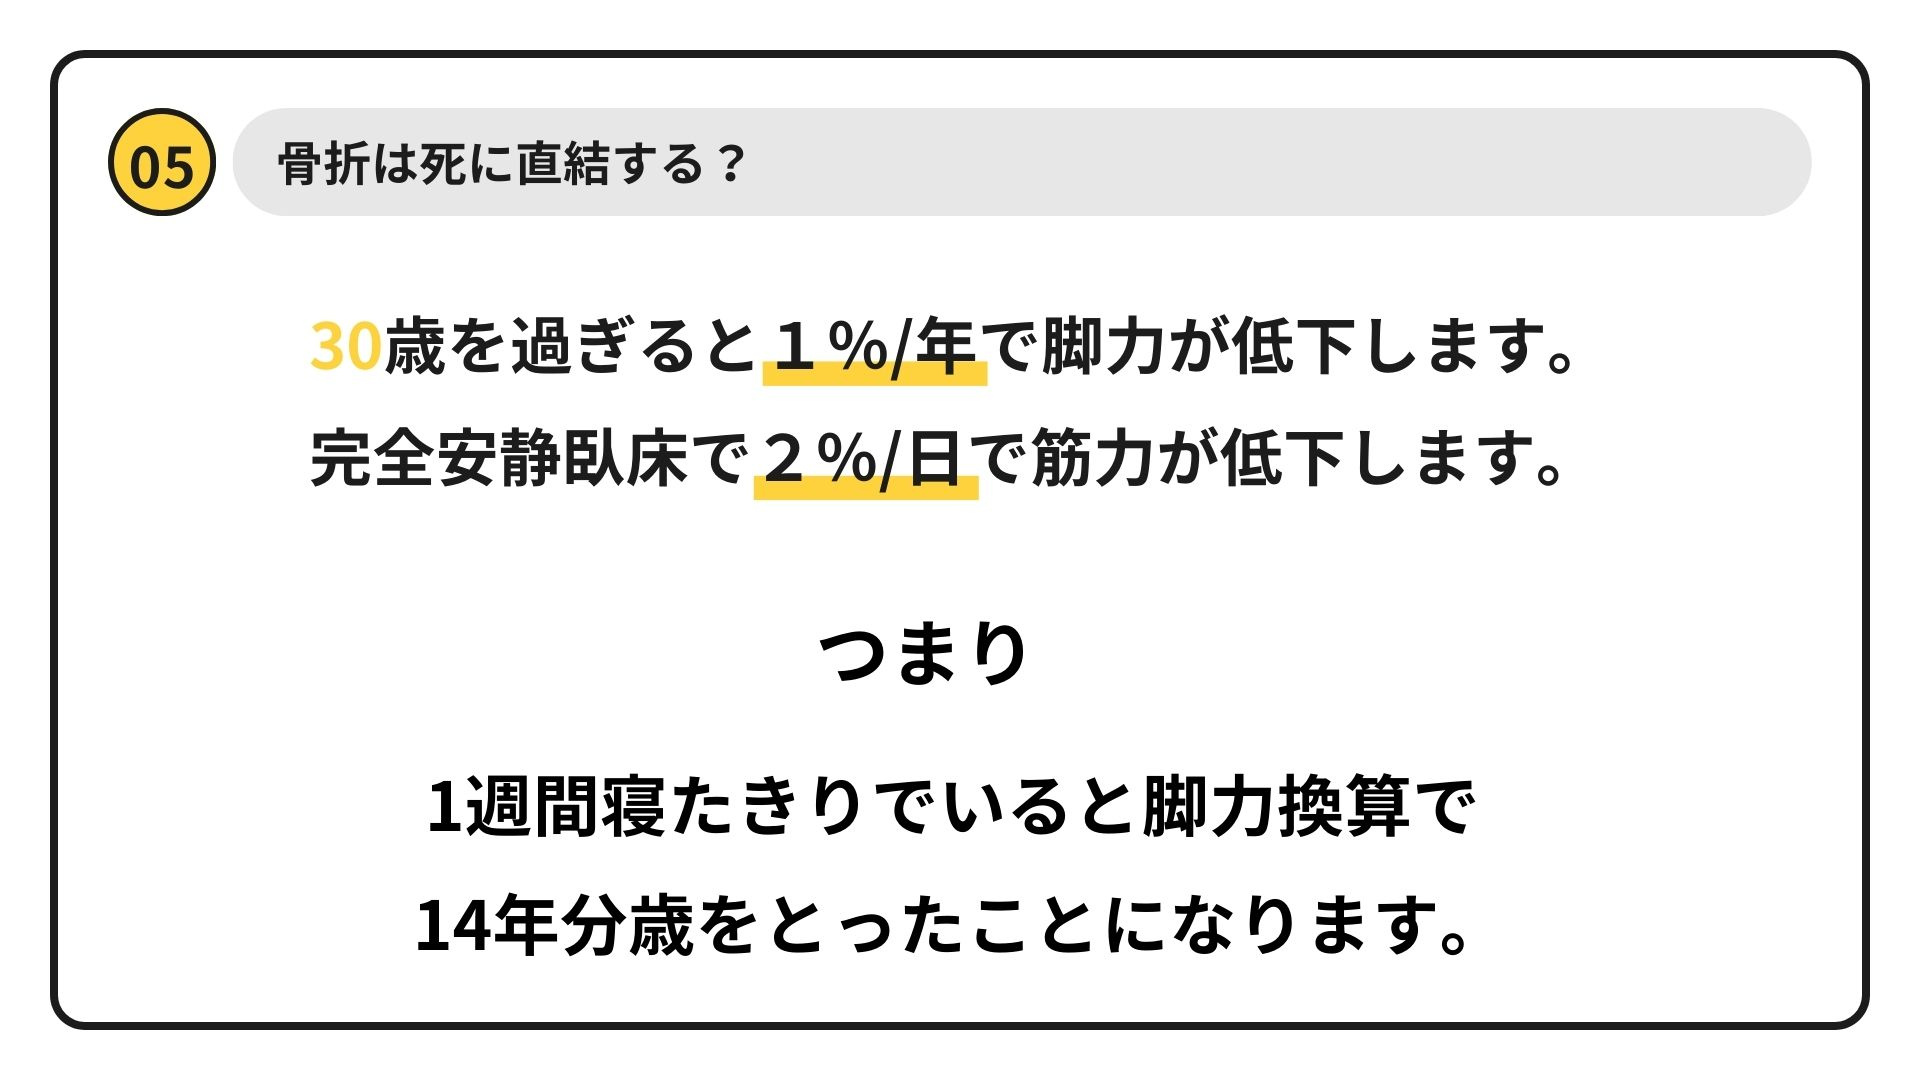 05
骨折は死に直結する？
30歳を過ぎると１%/年で脚力が低下します。
完全安静臥床で２%/日で筋力が低下します。
つまり
1週間寝たきりでいると脚力換算で
14年分歳をとったことになります。